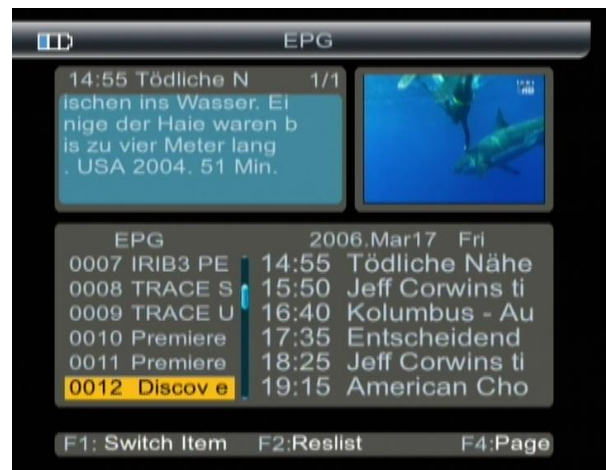 EPG
14:55 Tödliche N 1/1
ischen ins Wasser. Ei
nige der Haie waren b
is zu vier Meter lang
. USA 2004. 51 Min.
EPG
2006.Mar17 Fri
0007 IRIB3 PE
0008 TRACE S
0009 TRACE U
0010 Premiere
0011 Premiere
0012 Discov e
14:55 Tödliche Nähe
15:50 Jeff Corwins ti
16:40 Kolumbus - Au
17:35 Entscheidend
18:25 Jeff Corwins ti
19:15 American Cho
F1: Switch Item F2:Reslist F4:Page